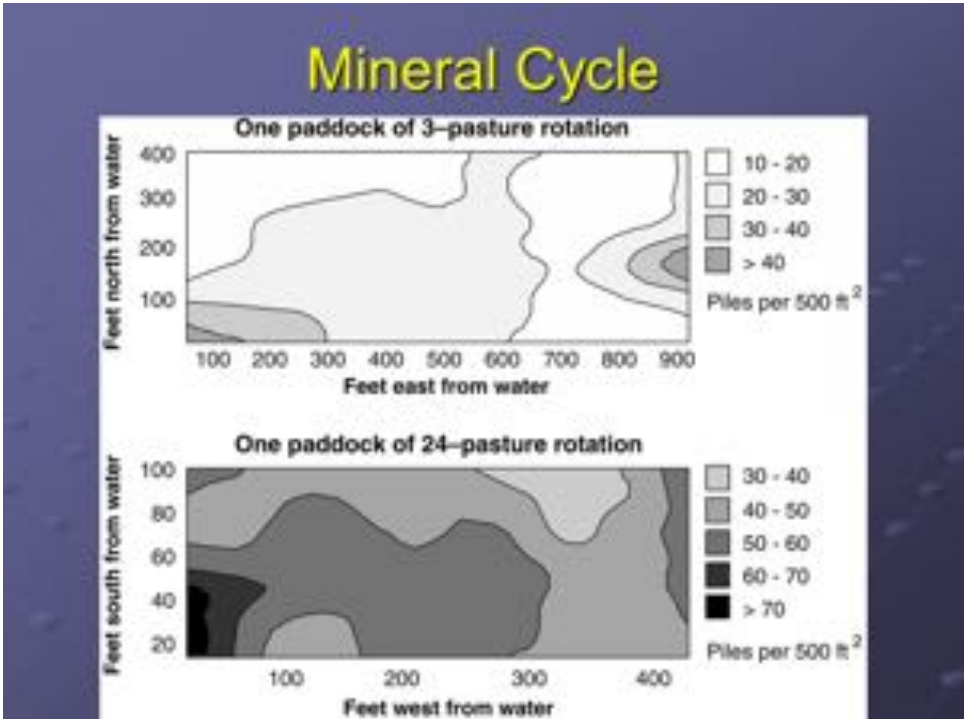 Mineral Cycle
One paddock of 3–pasture rotation
Feet north from water
400
300
200
100
100 200 300 400 500 600 700 800 900
Feet east from water
10 - 20
20 - 30
30 - 40
> 40
Piles per 500 ft²
One paddock of 24–pasture rotation
Feet south from water
100
80
60
40
20
100 200 300 400
Feet west from water
30 - 40
40 - 50
50 - 60
60 - 70
> 70
Piles per 500 ft²